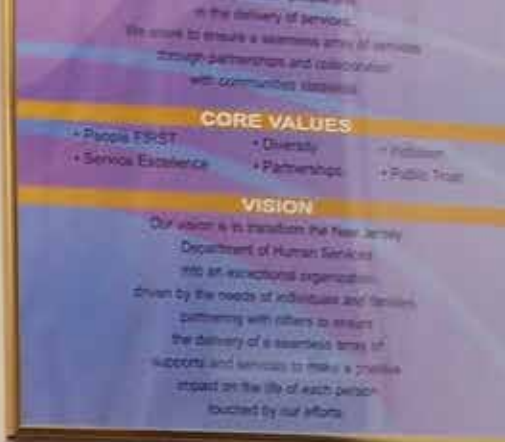 in the delivery of services.
We strive to ensure a seamless array of services
through partnerships and collaboration
with communities
CORE VALUES
• People FIRST • Diversity • Inclusion
• Service Excellence • Partnerships • Public Trust
VISION
Our vision is to transform the New Jersey
Department of Human Services
into an exceptional organization
driven by the needs of individuals and families
partnering with others to ensure
the delivery of a seamless array of
supports and services to make a positive
impact on the life of each person
touched by our efforts.